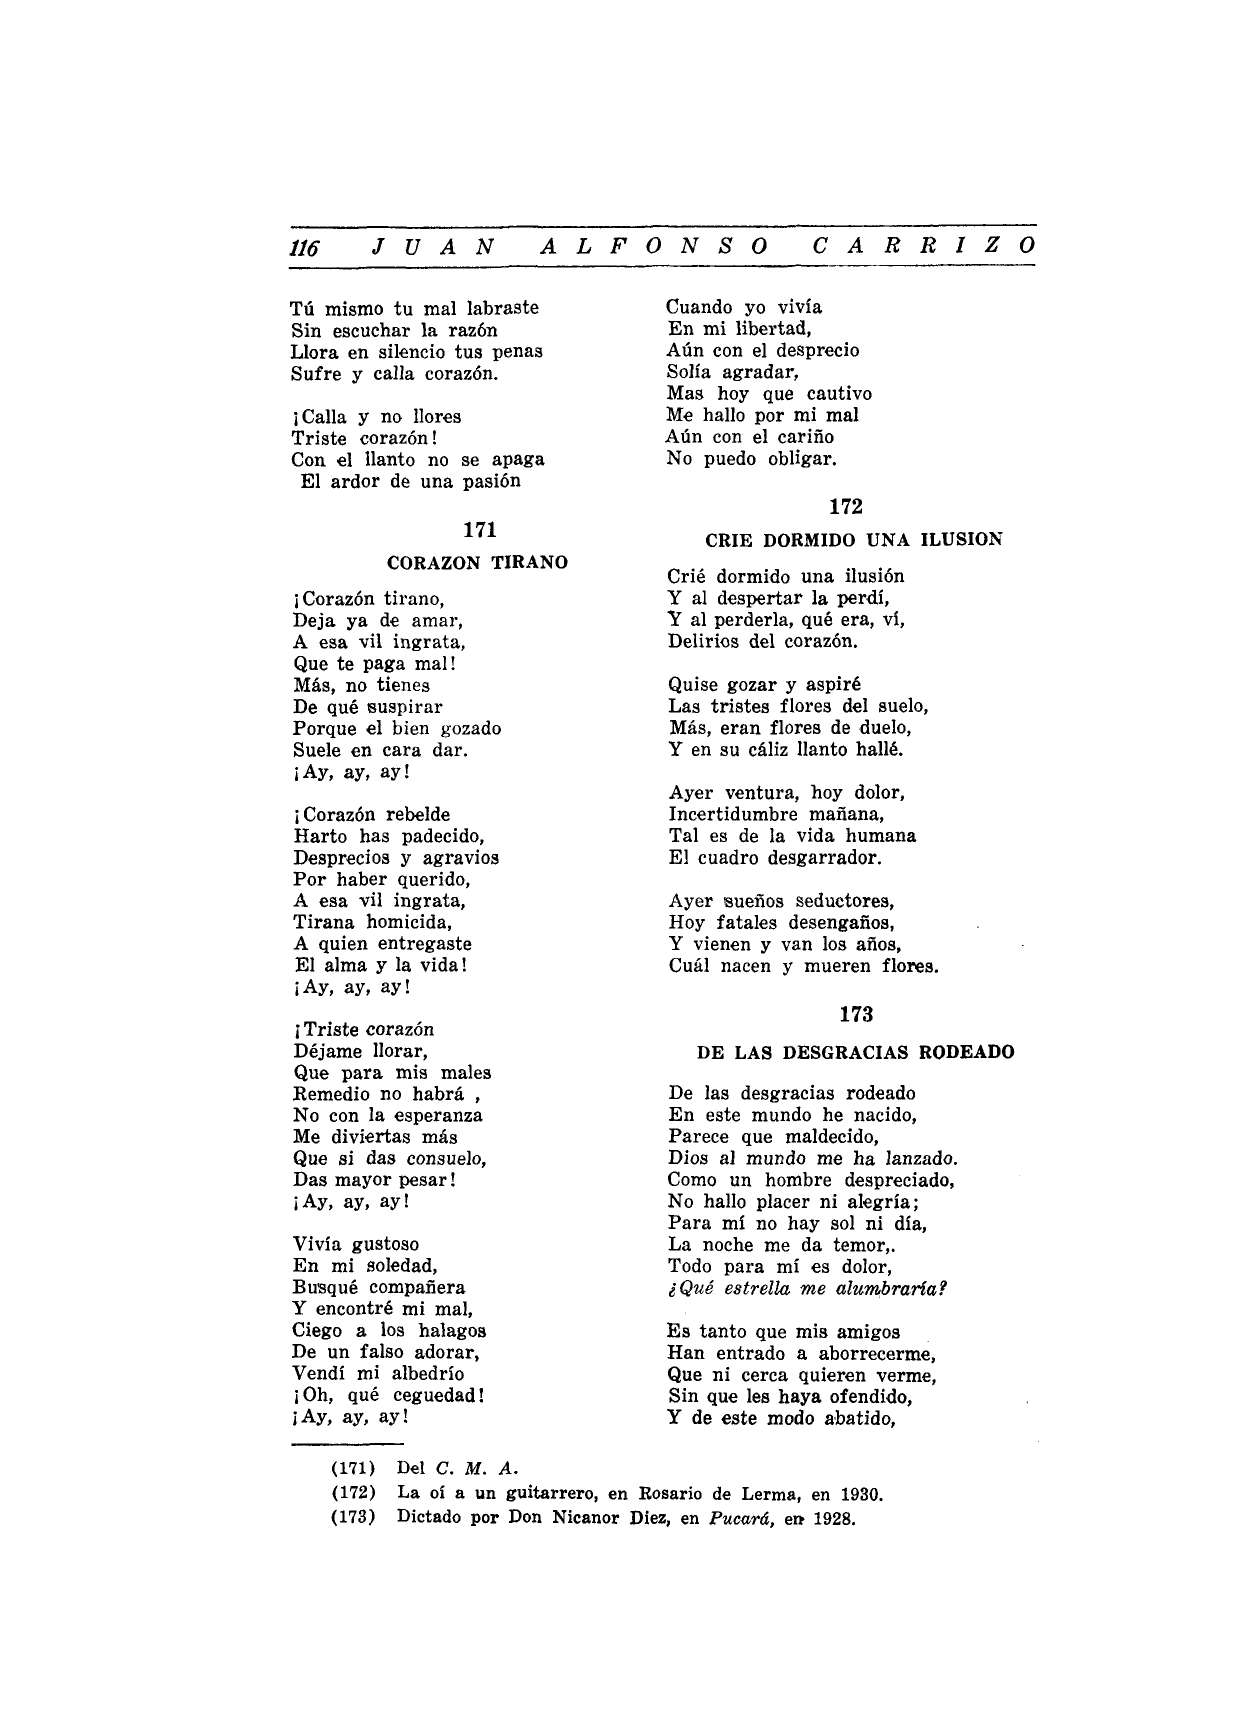 116 JUAN ALFONSO CARRIZO
Tú mismo tu mal labraste
Sin escuchar la razón
Llora en silencio tus penas
Sufre y calla corazón.
¡Calla y no llores
Triste corazón!
Con el llanto no se apaga
El ardor de una pasión
171
CORAZON TIRANO
¡Corazón tirano,
Deja ya de amar,
A esa vil ingrata,
Que te paga mal!
Más, no tienes
De qué suspirar
Porque el bien gozado
Suele en cara dar.
¡Ay, ay, ay!
¡Corazón rebelde
Harto has padecido,
Desprecios y agravios
Por haber querido,
A esa vil ingrata,
Tirana homicida,
A quien entregaste
El alma y la vida!
¡Ay, ay, ay!
¡Triste corazón
Déjame llorar,
Que para mis males
Remedio no habrá ,
No con la esperanza
Me diviertas más
Que si das consuelo,
Das mayor pesar!
¡Ay, ay, ay!
Vivía gustoso
En mi soledad,
Busqué compañera
Y encontré mi mal,
Ciego a los halagos
De un falso adorar,
Vendí mi albedrío
¡Oh, qué ceguedad!
¡Ay, ay, ay!
Cuando yo vivía
En mi libertad,
Aún con el desprecio
Solía agradar,
Mas hoy que cautivo
Me hallo por mi mal
Aún con el cariño
No puedo obligar.
172
CRIE DORMIDO UNA ILUSION
Crié dormido una ilusión
Y al despertar la perdí,
Y al perderla, qué era, ví,
Delirios del corazón.
Quise gozar y aspiré
Las tristes flores del suelo,
Más, eran flores de duelo,
Y en su cáliz llanto hallé.
Ayer ventura, hoy dolor,
Incertidumbre mañana,
Tal es de la vida humana
El cuadro desgarrador.
Ayer sueños seductores,
Hoy fatales desengaños,
Y vienen y van los años,
Cuál nacen y mueren flores.
173
DE LAS DESGRACIAS RODEADO
De las desgracias rodeado
En este mundo he nacido,
Parece que maldecido,
Dios al mundo me ha lanzado.
Como un hombre despreciado,
No hallo placer ni alegría;
Para mí no hay sol ni día,
La noche me da temor,.
Todo para mí es dolor,
¿Qué estrella me alumbraría?
Es tanto que mis amigos
Han entrado a aborrecerme,
Que ni cerca quieren verme,
Sin que les haya ofendido,
Y de este modo abatido,
(171) Del C. M. A.
(172) La oí a un guitarrero, en Rosario de Lerma, en 1930.
(173) Dictado por Don Nicanor Diez, en Pucará, en 1928.